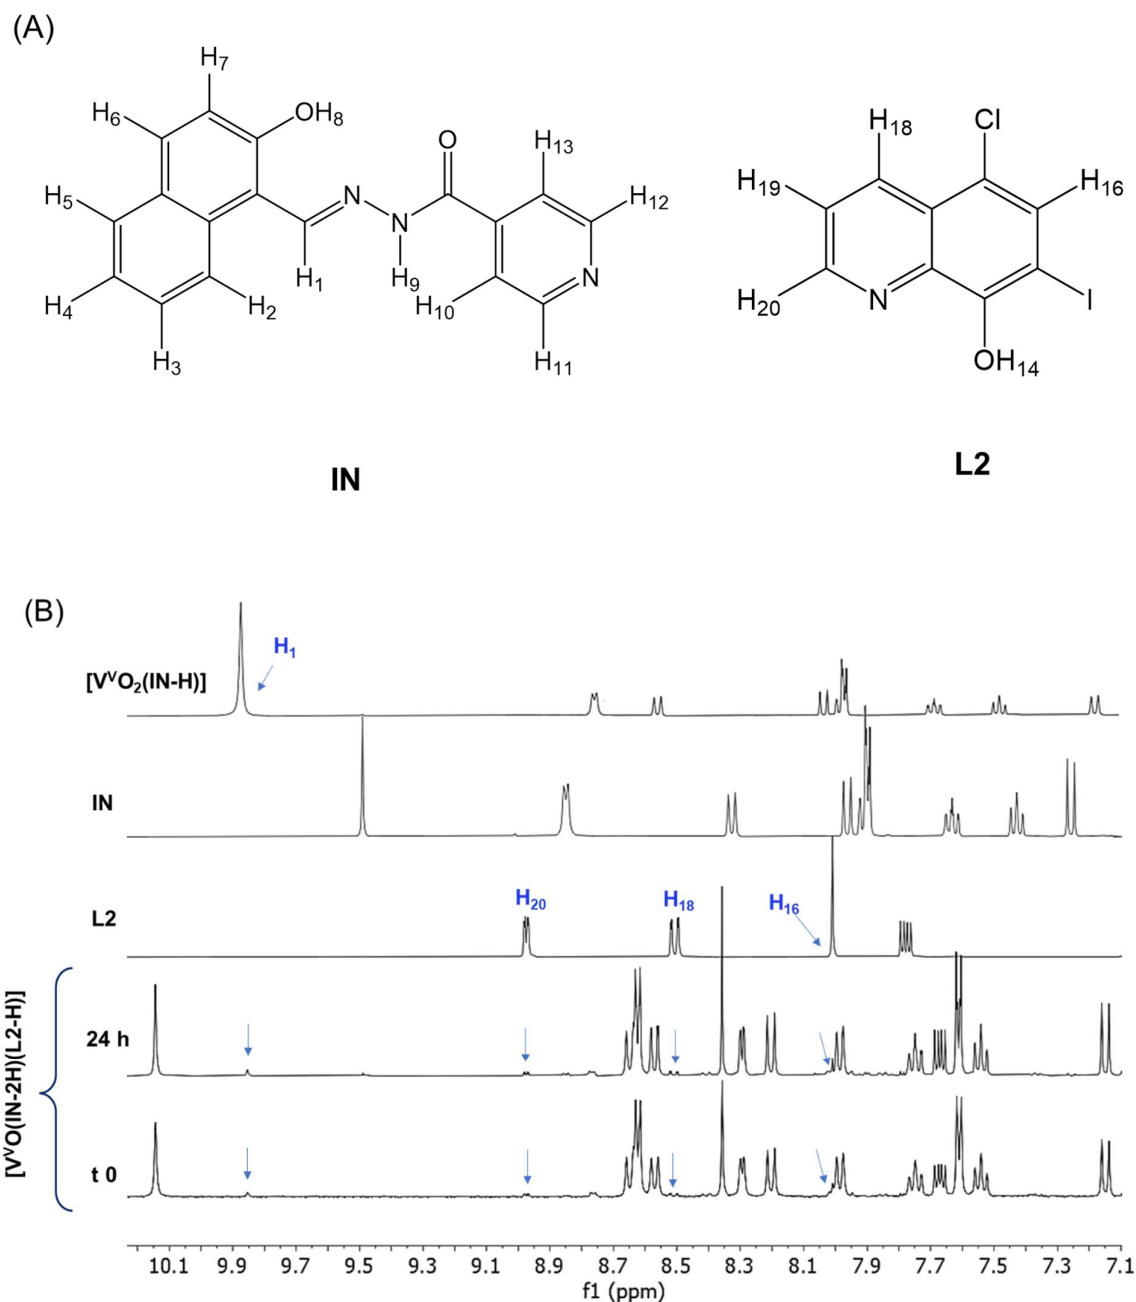 (A)
H₇
H₆
OH₈
O
H₁₃
H₅
N
N
H₁₂
H₄
H₃
H₂
H₁
H₉
H₁₀
N
H₁₁
IN
H₁₈
Cl
H₁₉
H₁₆
H₂₀
N
I
OH₁₄
L2
(B)
[VⱽO₂(IN-H)]
H₁
IN
L2
H₂₀
H₁₈
H₁₆
[VⱽO(IN-2H)(L2-H)]
24 h
t 0
10.1 9.9 9.7 9.5 9.3 9.1 8.9 8.7 8.5 8.3 8.1 7.9 7.7 7.5 7.3 7.1
f1 (ppm)